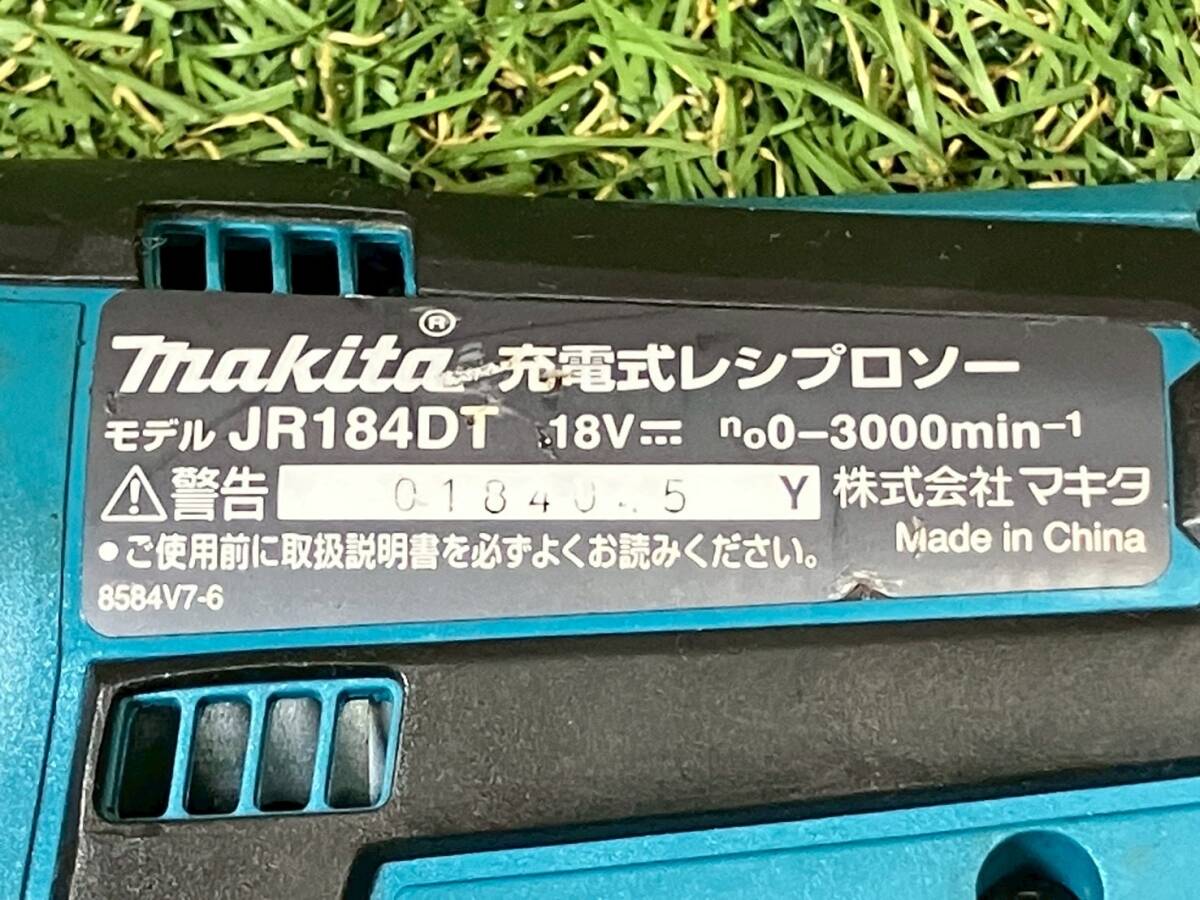 makita® 充電式レシプロソー
モデル JR184DT 18V⎓ n₀0–3000min⁻¹
⚠警告 Y 株式会社 マキタ
Made in China
●ご使用前に取扱説明書を必ずよくお読みください。
8584V7-6